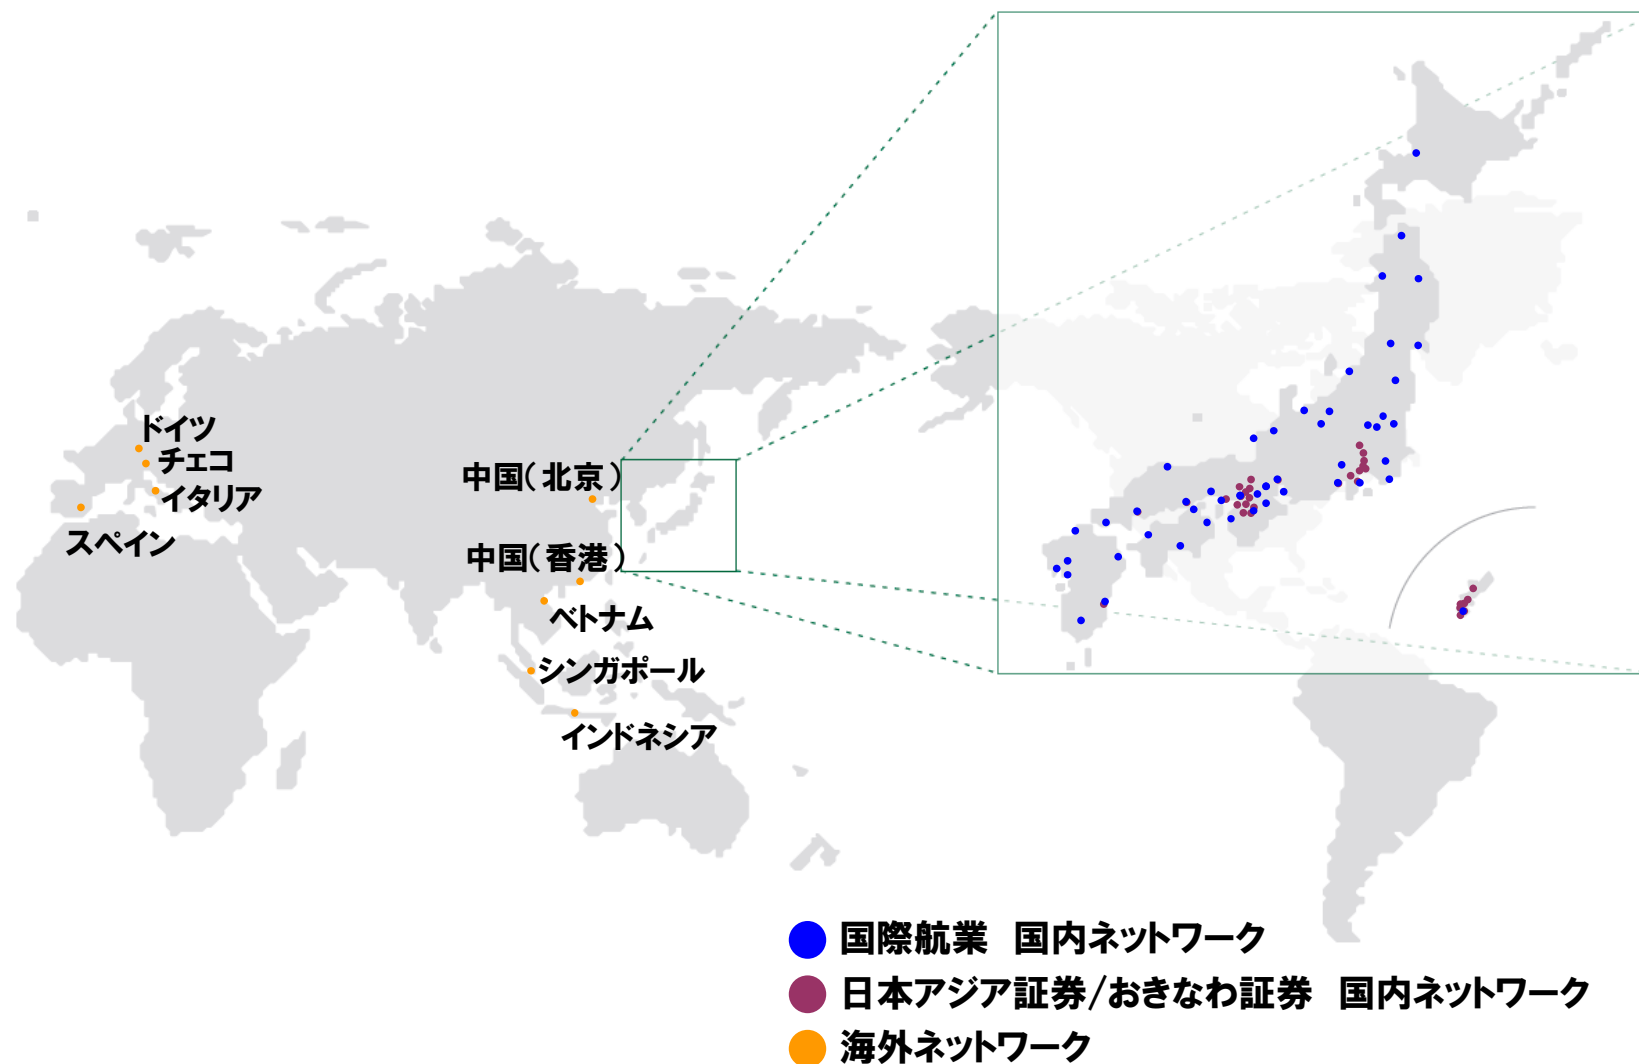 ドイツ
チェコ
イタリア
スペイン
中国(北京)
中国(香港)
ベトナム
シンガポール
インドネシア
国際航業　国内ネットワーク
日本アジア証券/おきなわ証券　国内ネットワーク
海外ネットワーク